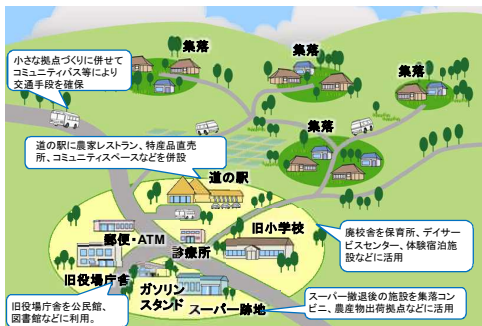 集落
集落
集落
小さな拠点づくりに併せて
コミュニティバス等により
交通手段を確保
集落
道の駅に農家レストラン、特産品直売
所、コミュニティスペースなどを併設
道の駅
旧小学校
郵便・ATM
診療所
廃校舎を保育所、デイサー
ビスセンター、体験宿泊施
設などに活用
旧役場庁舎
ガソリン
スタンド
スーパー跡地
旧役場庁舎を公民館、
図書館などに利用。
スーパー撤退後の施設を集落コン
ビニ、農産物出荷拠点などに活用